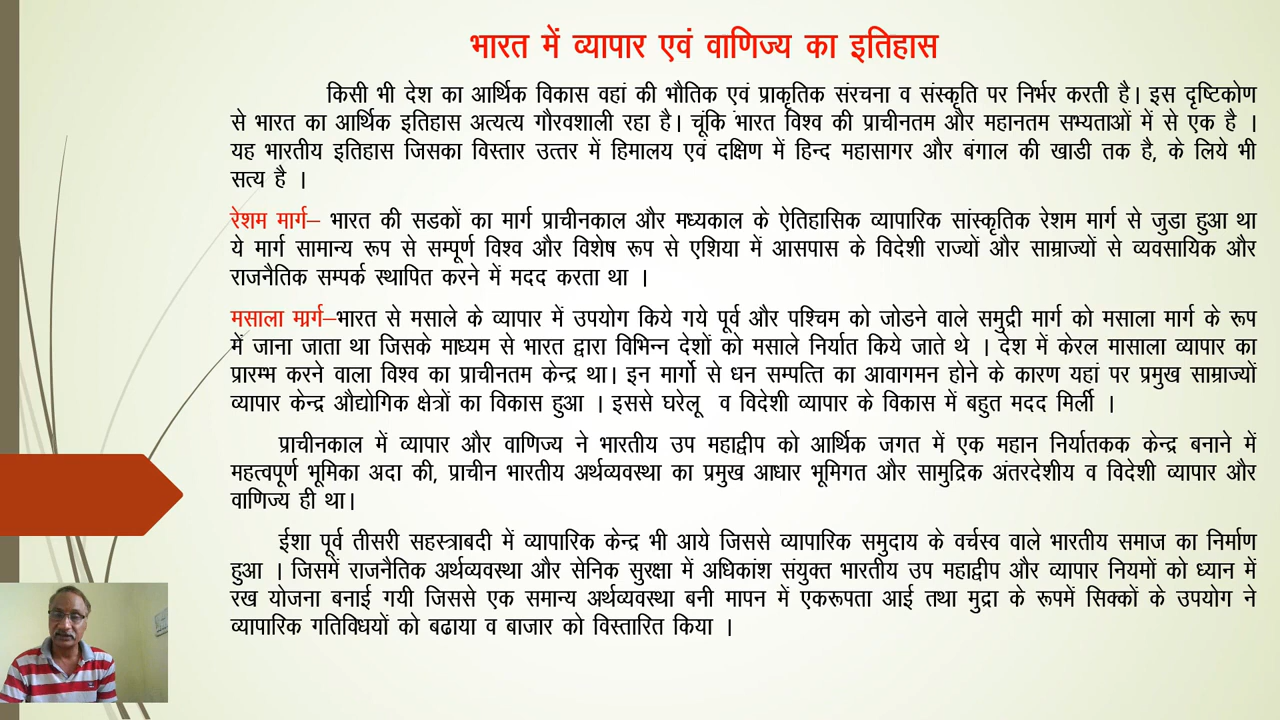 भारत में व्यापार एवं वाणिज्य का इतिहास
किसी भी देश का आर्थिक विकास वहां की भौतिक एवं प्राकृतिक संरचना व संस्कृति पर निर्भर करती है। इस दृष्टिकोण
से भारत का आर्थिक इतिहास अत्यत्य गौरवशाली रहा है। चूंकि भारत विश्व की प्राचीनतम और महानतम सभ्यताओं में से एक है ।
यह भारतीय इतिहास जिसका विस्तार उत्तर में हिमालय एवं दक्षिण में हिन्द महासागर और बंगाल की खाडी तक है, के लिये भी
सत्य है ।
रेशम मार्ग– भारत की सडकों का मार्ग प्राचीनकाल और मध्यकाल के ऐतिहासिक व्यापारिक सांस्कृतिक रेशम मार्ग से जुडा हुआ था
ये मार्ग सामान्य रूप से सम्पूर्ण विश्व और विशेष रूप से एशिया में आसपास के विदेशी राज्यों और साम्राज्यों से व्यवसायिक और
राजनैतिक सम्पर्क स्थापित करने में मदद करता था ।
मसाला मार्ग–भारत से मसाले के व्यापार में उपयोग किये गये पूर्व और पश्चिम को जोडने वाले समुद्री मार्ग को मसाला मार्ग के रूप
में जाना जाता था जिसके माध्यम से भारत द्वारा विभिन्न देशों को मसाले निर्यात किये जाते थे । देश में केरल मासाला व्यापार का
प्रारम्भ करने वाला विश्व का प्राचीनतम केन्द्र था। इन मार्गो से धन सम्पत्ति का आवागमन होने के कारण यहां पर प्रमुख साम्राज्यों
व्यापार केन्द्र औद्योगिक क्षेत्रों का विकास हुआ । इससे घरेलू व विदेशी व्यापार के विकास में बहुत मदद मिर्ली ।
प्राचीनकाल में व्यापार और वाणिज्य ने भारतीय उप महाद्वीप को आर्थिक जगत में एक महान निर्यातकक केन्द्र बनाने में
महत्वपूर्ण भूमिका अदा की, प्राचीन भारतीय अर्थव्यवस्था का प्रमुख आधार भूमिगत और सामुद्रिक अंतरदेशीय व विदेशी व्यापार और
वाणिज्य ही था।
ईशा पूर्व तीसरी सहस्त्राबदी में व्यापारिक केन्द्र भी आये जिससे व्यापारिक समुदाय के वर्चस्व वाले भारतीय समाज का निर्माण
हुआ । जिसमें राजनैतिक अर्थव्यवस्था और सेनिक सुरक्षा में अधिकांश संयुक्त भारतीय उप महाद्वीप और व्यापार नियमों को ध्यान में
रख योजना बनाई गयी जिससे एक समान्य अर्थव्यवस्था बनी मापन में एकरूपता आई तथा मुद्रा के रूपमें सिक्कों के उपयोग ने
व्यापारिक गतिविधयों को बढाया व बाजार को विस्तारित किया ।